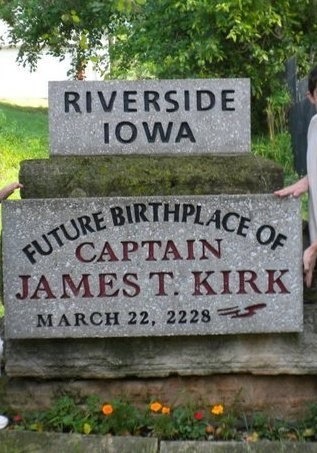 RIVERSIDE
IOWA
FUTURE BIRTHPLACE OF
CAPTAIN
JAMES T. KIRK
MARCH 22, 2228